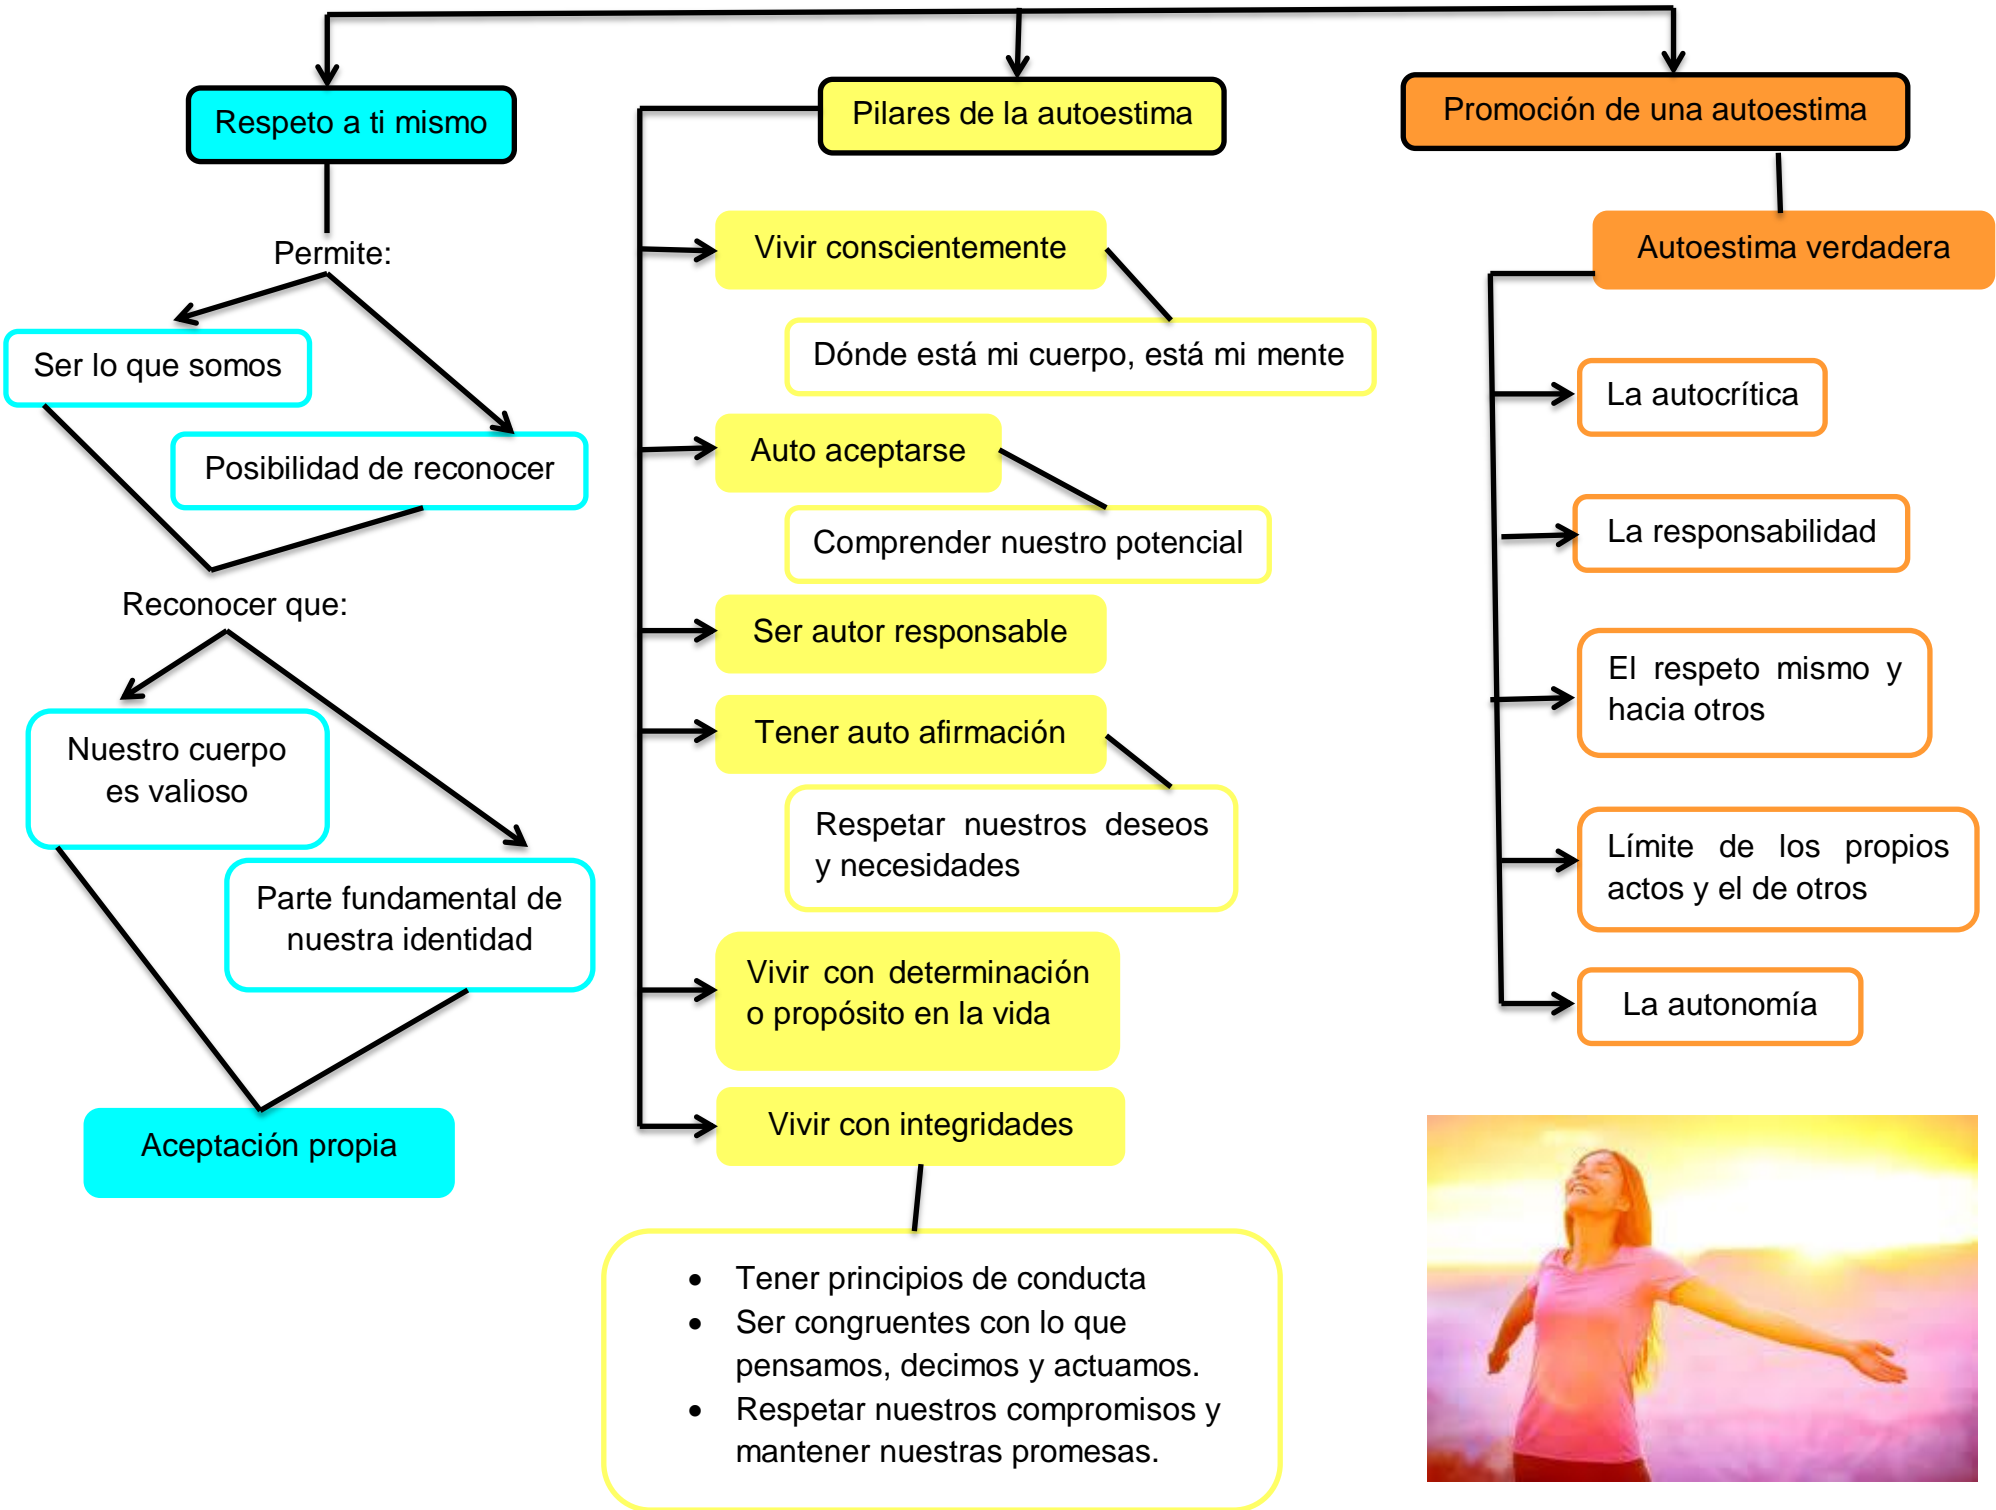 Respeto a ti mismo
Permite:
Ser lo que somos
Posibilidad de reconocer
Reconocer que:
Nuestro cuerpo
es valioso
Parte fundamental de
nuestra identidad
Aceptación propia
Pilares de la autoestima
Vivir conscientemente
Dónde está mi cuerpo, está mi mente
Auto aceptarse
Comprender nuestro potencial
Ser autor responsable
Tener auto afirmación
Respetar nuestros deseos
y necesidades
Vivir con determinación
o propósito en la vida
Vivir con integridades
• Tener principios de conducta
• Ser congruentes con lo que
pensamos, decimos y actuamos.
• Respetar nuestros compromisos y
mantener nuestras promesas.
Promoción de una autoestima
Autoestima verdadera
La autocrítica
La responsabilidad
El respeto mismo y
hacia otros
Límite de los propios
actos y el de otros
La autonomía